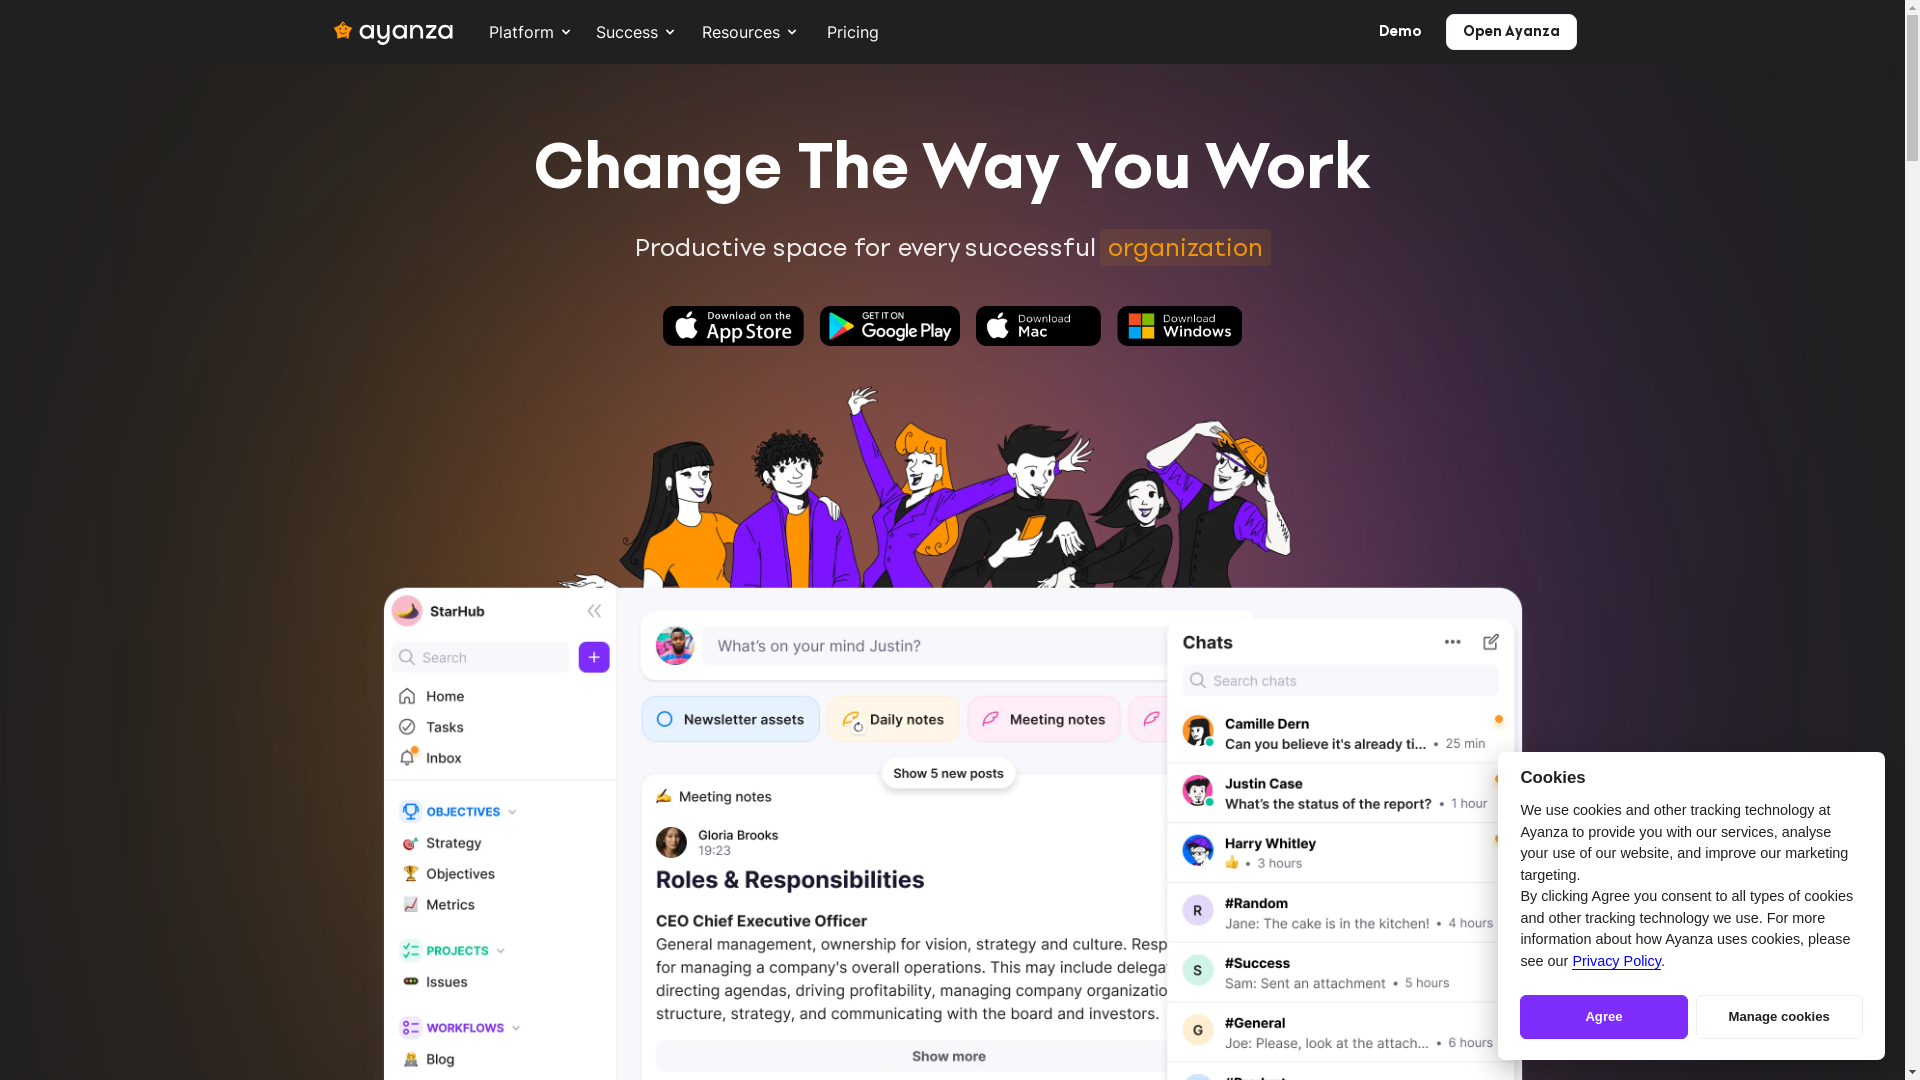 ayanza
Platform
Success
Resources
Pricing
Demo
Open Ayanza
Change The Way You Work
Productive space for every successful organization
Download on the
App Store
GET IT ON
Google Play
Download
Mac
Download
Windows
StarHub
Search
Home
Tasks
Inbox
OBJECTIVES
Strategy
Objectives
Metrics
PROJECTS
Issues
WORKFLOWS
Blog
What's on your mind Justin?
Newsletter assets
Daily notes
Meeting notes
Show 5 new posts
Meeting notes
Gloria Brooks
19:23
Roles & Responsibilities
CEO Chief Executive Officer
General management, ownership for vision, strategy and culture. Resp
for managing a company's overall operations. This may include delega
directing agendas, driving profitability, managing company organizatio
structure, strategy, and communicating with the board and investors.
Show more
Chats
Search chats
Camille Dern
Can you believe it's already ti... • 25 min
Justin Case
What's the status of the report? • 1 hour
Harry Whitley
👍 • 3 hours
R
#Random
Jane: The cake is in the kitchen! • 4 hours
S
#Success
Sam: Sent an attachment • 5 hours
G
#General
Joe: Please, look at the attach... • 6 hours
Cookies
We use cookies and other tracking technology at
Ayanza to provide you with our services, analyse
your use of our website, and improve our marketing
targeting.
By clicking Agree you consent to all types of cookies
and other tracking technology we use. For more
information about how Ayanza uses cookies, please
see our Privacy Policy.
Agree
Manage cookies